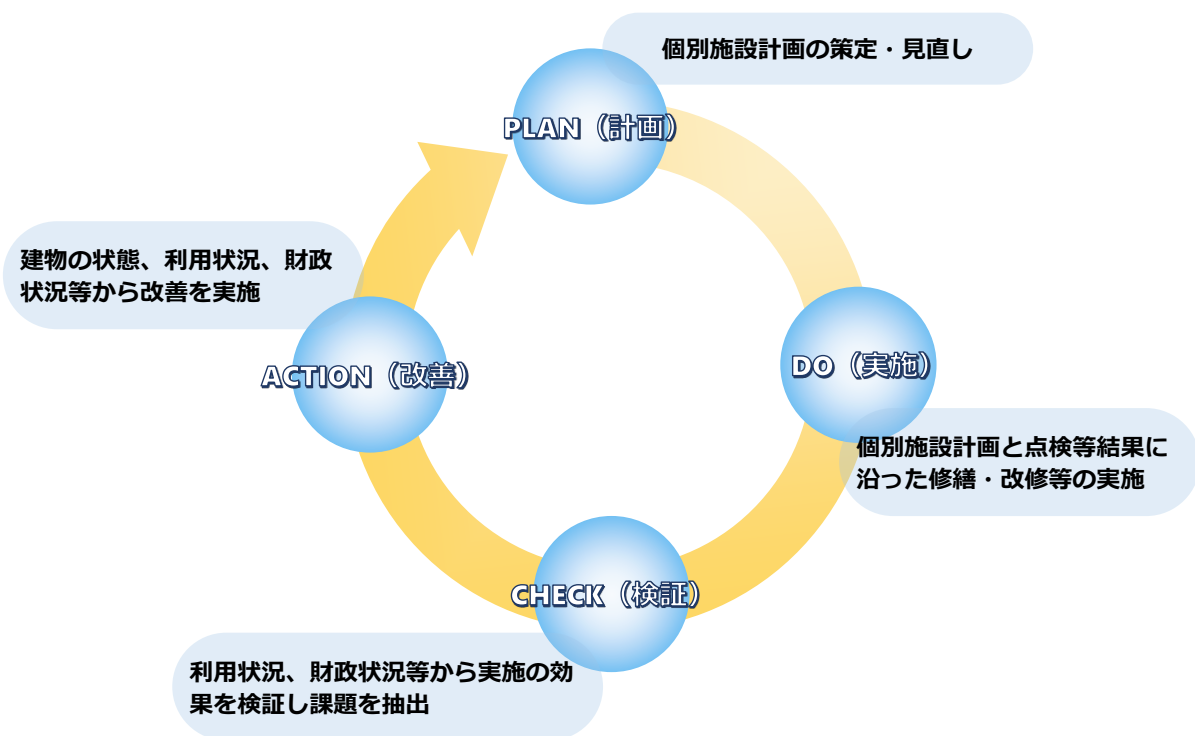 個別施設計画の策定・見直し
PLAN（計画）
建物の状態、利用状況、財政
状況等から改善を実施
ACTION（改善）
DO（実施）
個別施設計画と点検等結果に
沿った修繕・改修等の実施
CHECK（検証）
利用状況、財政状況等から実施の効
果を検証し課題を抽出